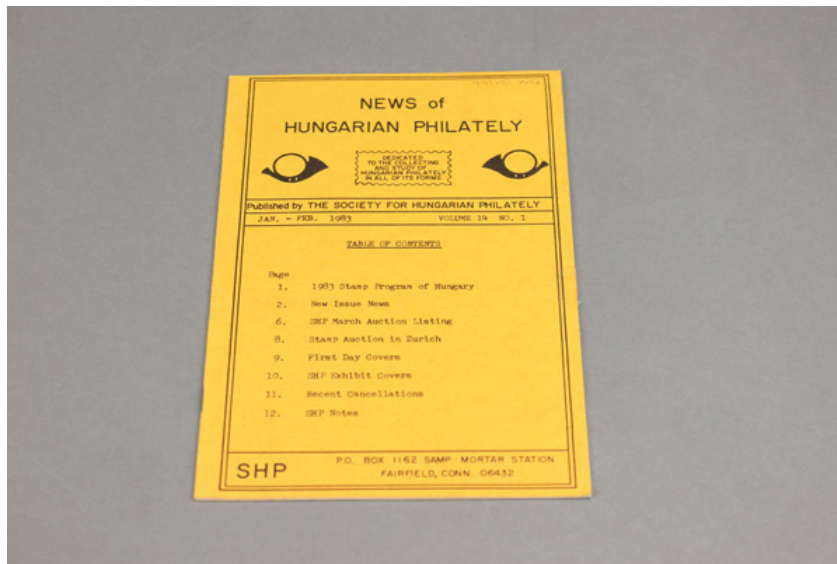 NEWS of
HUNGARIAN PHILATELY
DEDICATED
TO THE COLLECTING
AND STUDY OF
HUNGARIAN PHILATELY
IN ALL OF ITS FORMS
Published by THE SOCIETY FOR HUNGARIAN PHILATELY
JAN. - FEB. 1983 VOLUME 14 NO. 1
TABLE OF CONTENTS
Page
1. 1983 Stamp Program of Hungary
2. New Issue News
6. SHP March Auction Listing
8. Stamp Auction in Zurich
9. First Day Covers
10. SHP Exhibit Covers
11. Recent Cancellations
12. SHP Notes
SHP
P.O. BOX 1162 SAMP MORTAR STATION
FAIRFIELD, CONN. 06432